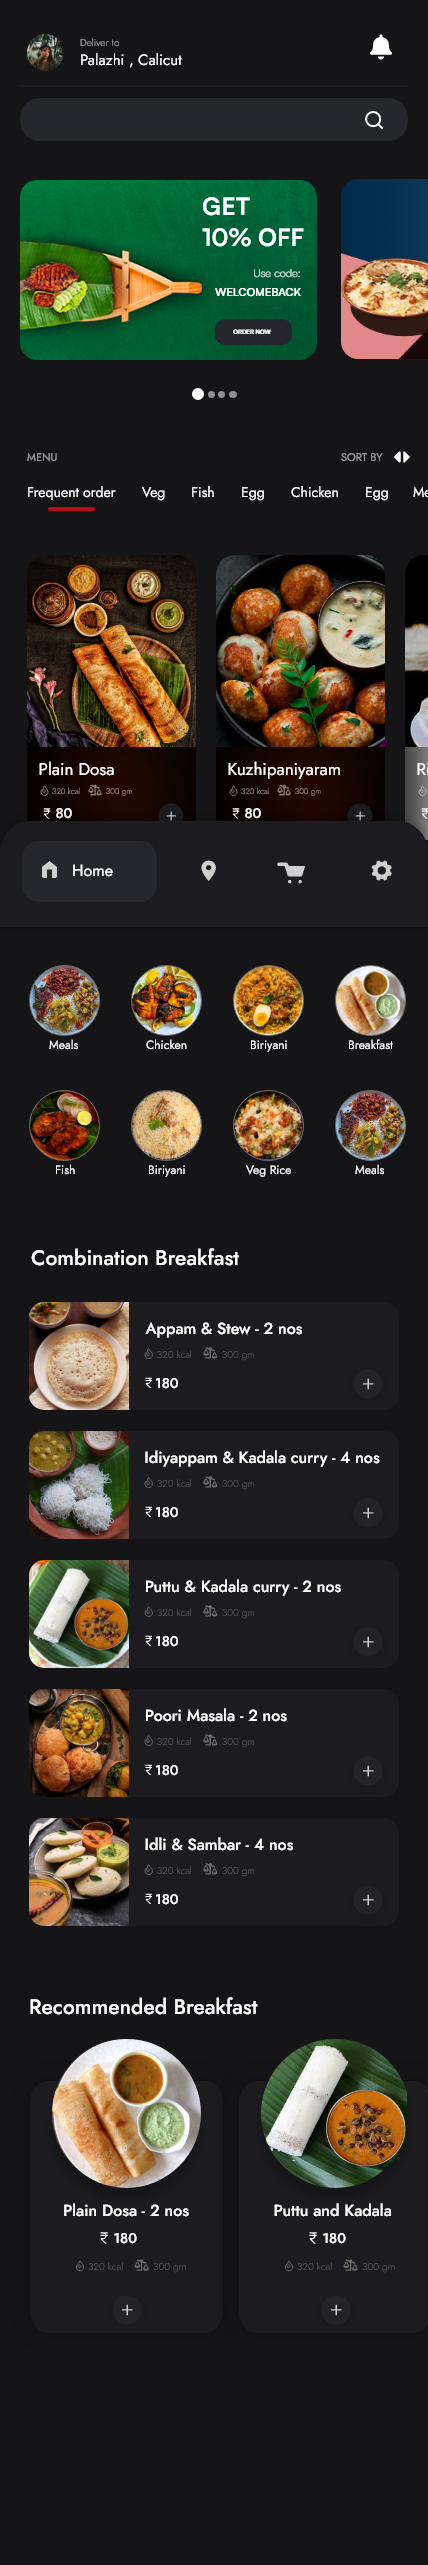 Deliver to
Palazhi , Calicut
GET
10% OFF
Use code:
WELCOMEBACK
ORDER NOW
MENU
SORT BY
Frequent order Veg Fish Egg Chicken Egg Me
Plain Dosa Kuzhipaniyaram Ri
320 kcal 300 gm 320 kcal 300 gm
₹ 80 ₹ 80 ₹
Home
Meals Chicken Biriyani Breakfast
Fish Biriyani Veg Rice Meals
Combination Breakfast
Appam & Stew - 2 nos
320 kcal 300 gm
₹ 180
Idiyappam & Kadala curry - 4 nos
320 kcal 300 gm
₹ 180
Puttu & Kadala curry - 2 nos
320 kcal 300 gm
₹ 180
Poori Masala - 2 nos
320 kcal 300 gm
₹ 180
Idli & Sambar - 4 nos
320 kcal 300 gm
₹ 180
Recommended Breakfast
Plain Dosa - 2 nos Puttu and Kadala
₹ 180 ₹ 180
320 kcal 300 gm 320 kcal 300 gm